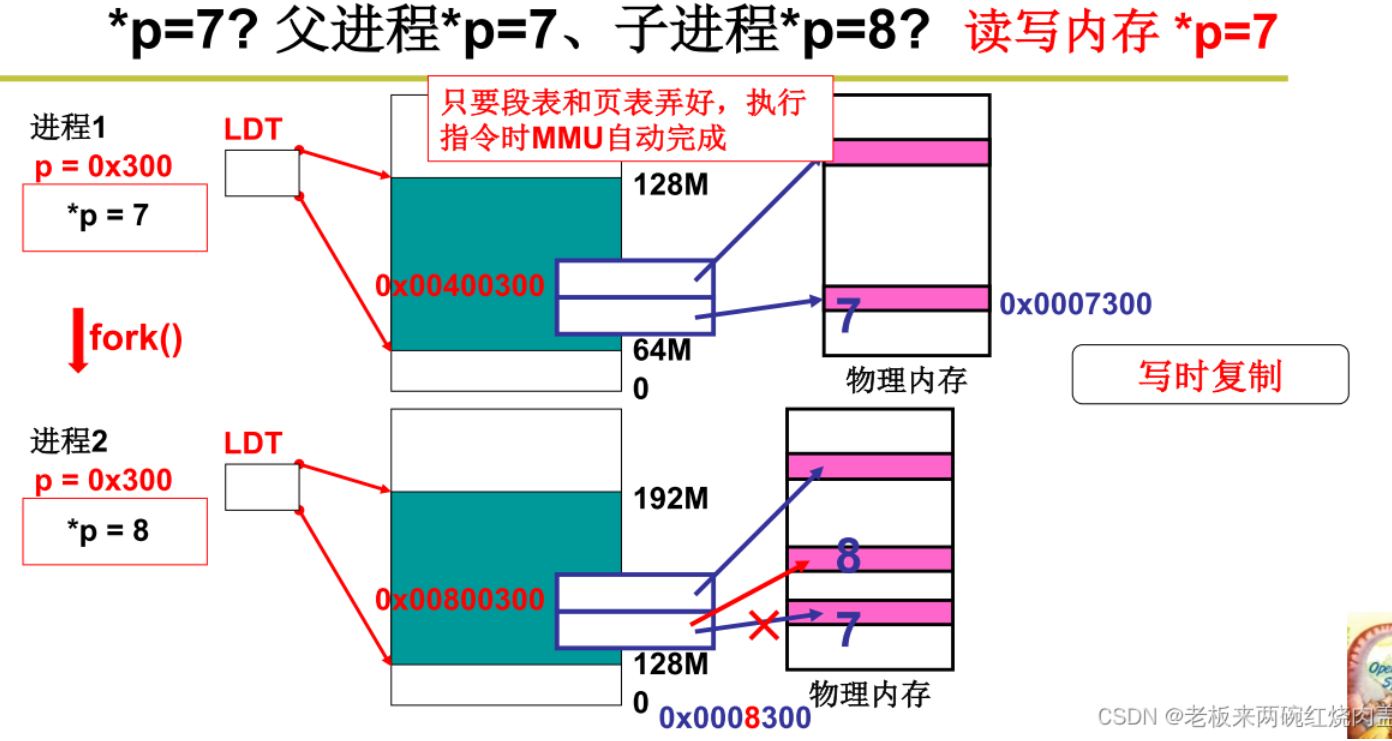 *p=7? 父进程*p=7、子进程*p=8? 读写内存 *p=7
只要段表和页表弄好，执行
指令时MMU自动完成
进程1
p = 0x300
*p = 7
LDT
128M
0x00400300
64M
0
7
0x0007300
物理内存
fork()
写时复制
进程2
p = 0x300
*p = 8
LDT
192M
0x00800300
128M
0
0x0008300
8
7
物理内存
CSDN @老板来两碗红烧肉盖